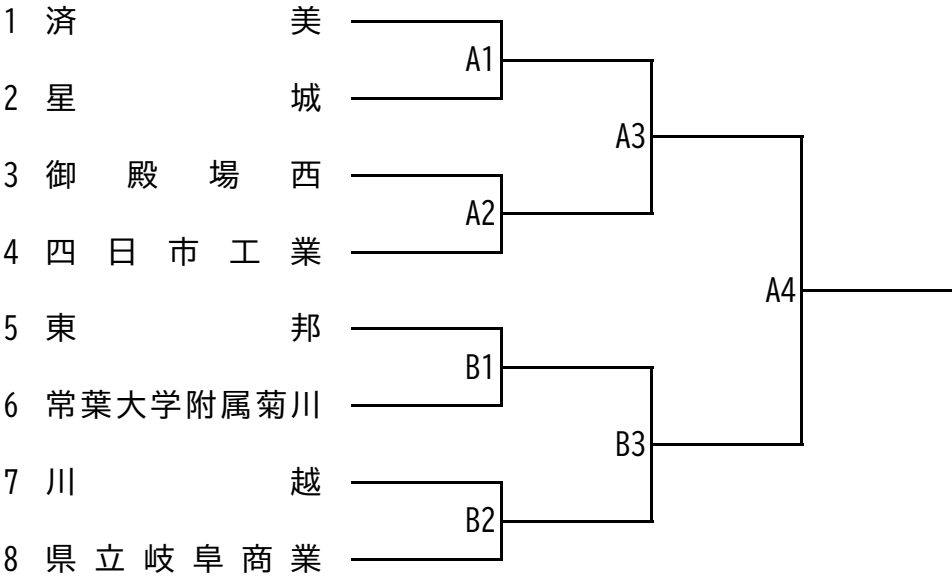 1 済美
A1
2 星城
A3
3 御殿場西
A2
4 四日市工業
A4
5 東邦
B1
6 常葉大学附属菊川
B3
7 川越
B2
8 県立岐阜商業